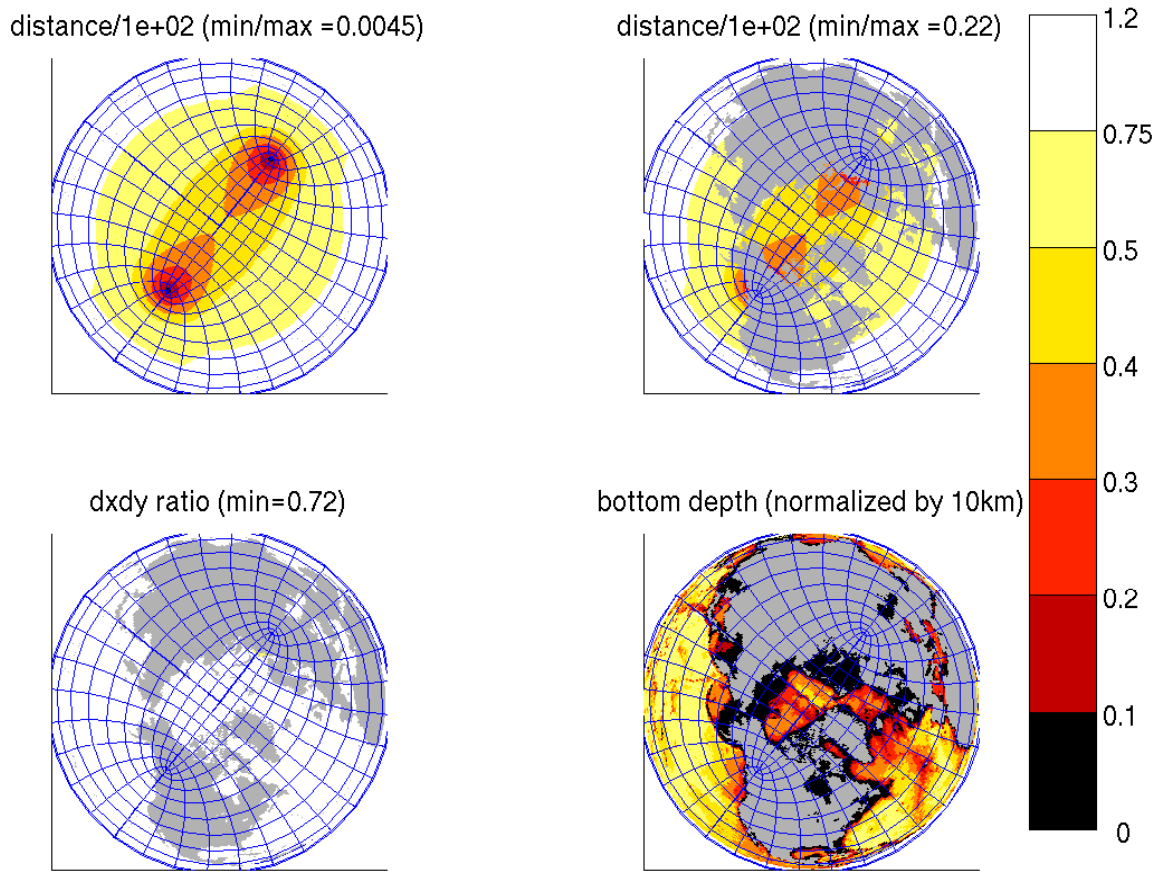 distance/1e+02 (min/max =0.0045)
distance/1e+02 (min/max =0.22)
1.2
0.75
0.5
0.4
0.3
0.2
0.1
0
dxdy ratio (min=0.72)
bottom depth (normalized by 10km)